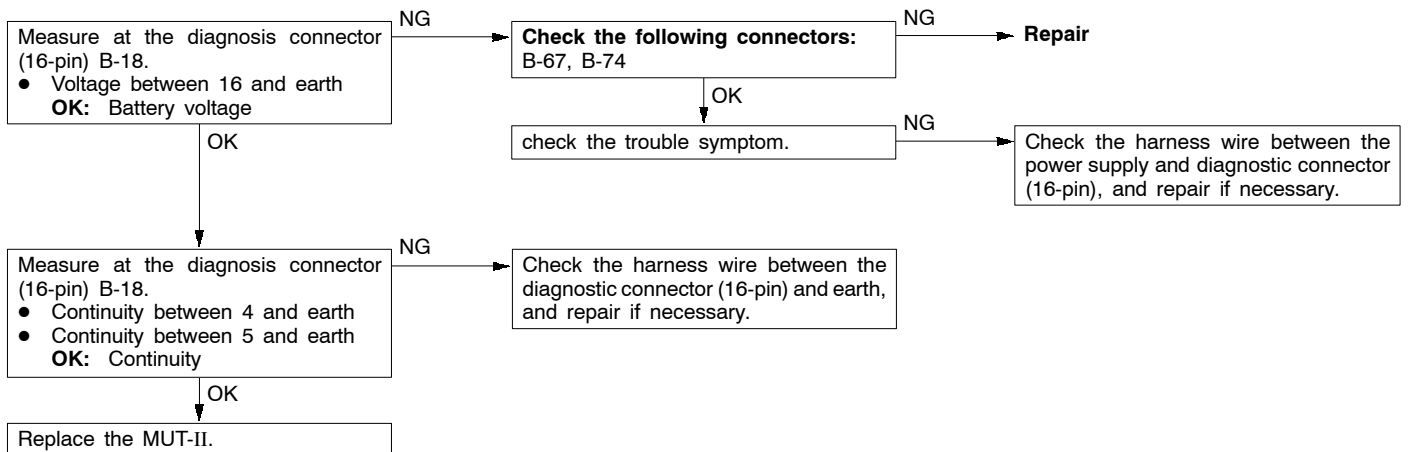 Measure at the diagnosis connector
(16-pin) B-18.
● Voltage between 16 and earth
OK: Battery voltage
NG
Check the following connectors:
B-67, B-74
NG
Repair
OK
check the trouble symptom.
NG
Check the harness wire between the
power supply and diagnostic connector
(16-pin), and repair if necessary.
OK
Measure at the diagnosis connector
(16-pin) B-18.
● Continuity between 4 and earth
● Continuity between 5 and earth
OK: Continuity
NG
Check the harness wire between the
diagnostic connector (16-pin) and earth,
and repair if necessary.
OK
Replace the MUT-II.